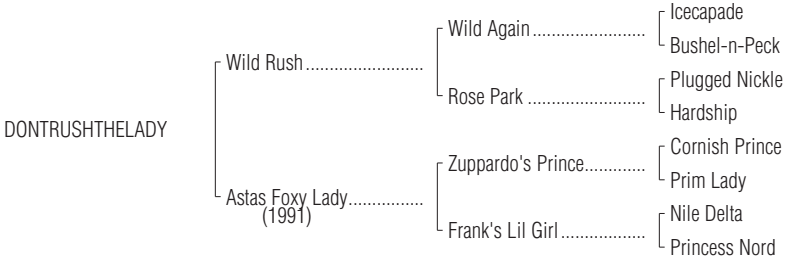 Icecapade
Wild Again........................
Bushel-n-Peck
Wild Rush.........................
Plugged Nickle
Rose Park .........................
Hardship
DONTRUSHTHELADY
Cornish Prince
Zuppardo's Prince.............
Prim Lady
Astas Foxy Lady................
(1991)
Nile Delta
Frank's Lil Girl..................
Princess Nord